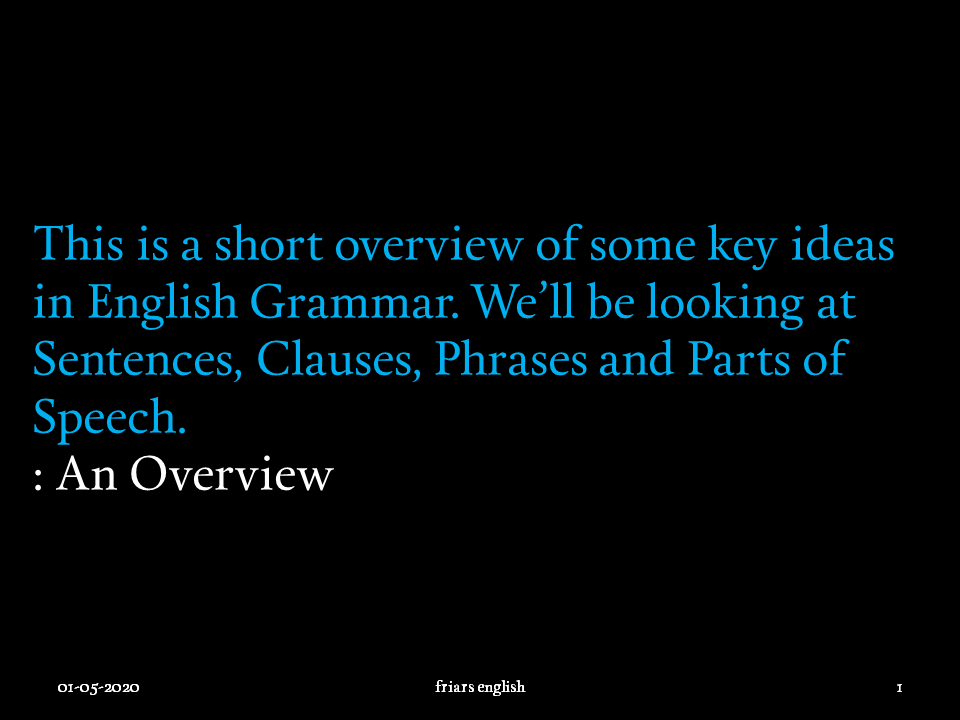 This is a short overview of some key ideas
in English Grammar. We’ll be looking at
Sentences, Clauses, Phrases and Parts of
Speech.
: An Overview
01-05-2020
friars english
1